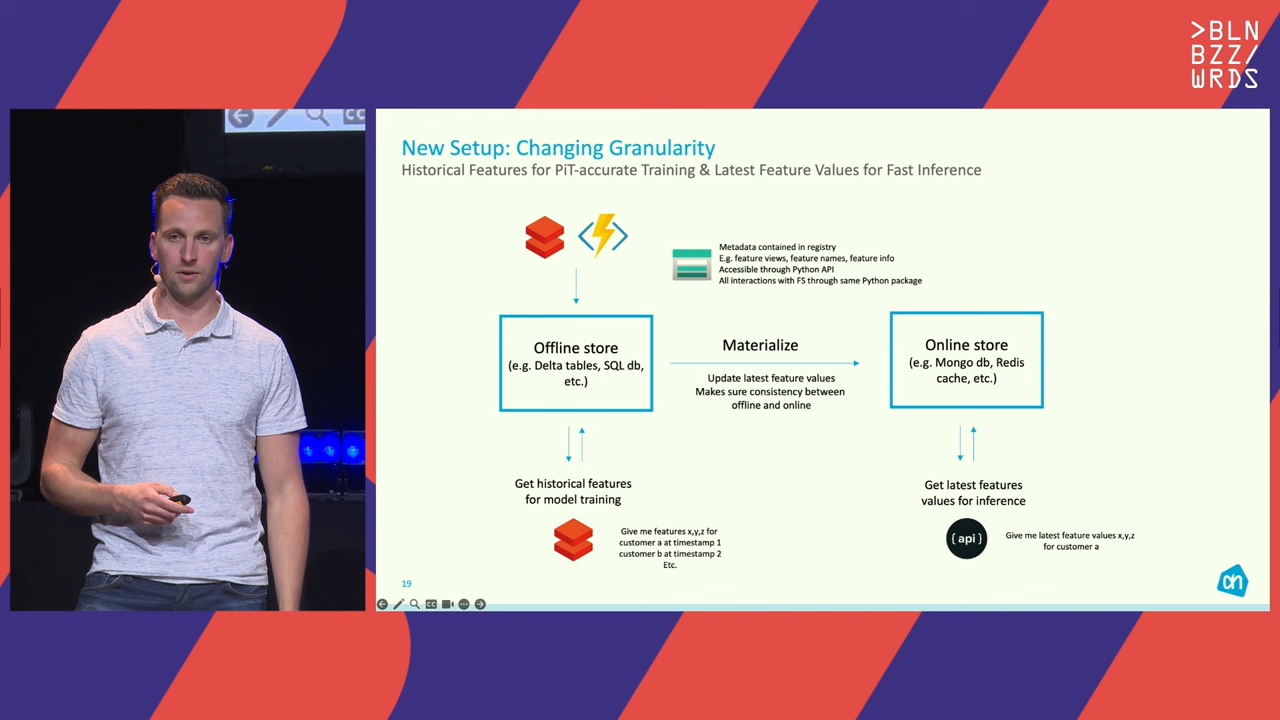 >BLN
BZZ/
WRDS
CC
New Setup: Changing Granularity
Historical Features for PiT-accurate Training & Latest Feature Values for Fast Inference
Metadata contained in registry
E.g. feature views, feature names, feature info
Accessible through Python API
All interactions with FS through same Python package
Offline store
(e.g. Delta tables, SQL db,
etc.)
Materialize
Update latest feature values
Makes sure consistency between
offline and online
Online store
(e.g. Mongo db, Redis
cache, etc.)
Get historical features
for model training
Give me features x,y,z for
customer a at timestamp 1
customer b at timestamp 2
Etc.
Get latest features
values for inference
{api}
Give me latest feature values x,y,z
for customer a
19
CC
ah